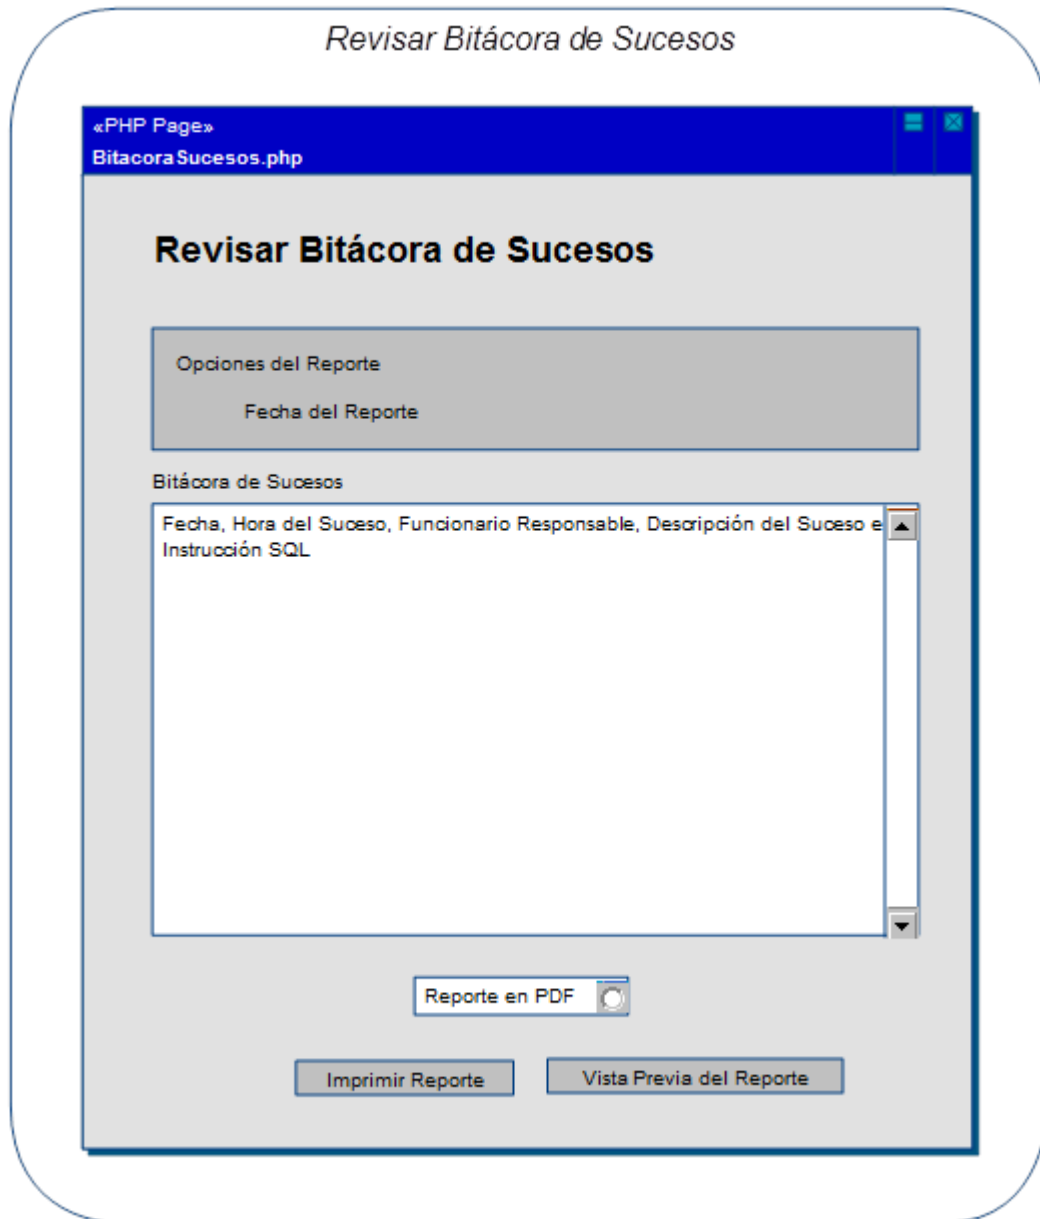 Revisar Bitácora de Sucesos
«PHP Page»
BitacoraSucesos.php
Revisar Bitácora de Sucesos
Opciones del Reporte
Fecha del Reporte
Bitácora de Sucesos
Fecha, Hora del Suceso, Funcionario Responsable, Descripción del Suceso e
Instrucción SQL
Reporte en PDF
Imprimir Reporte
Vista Previa del Reporte